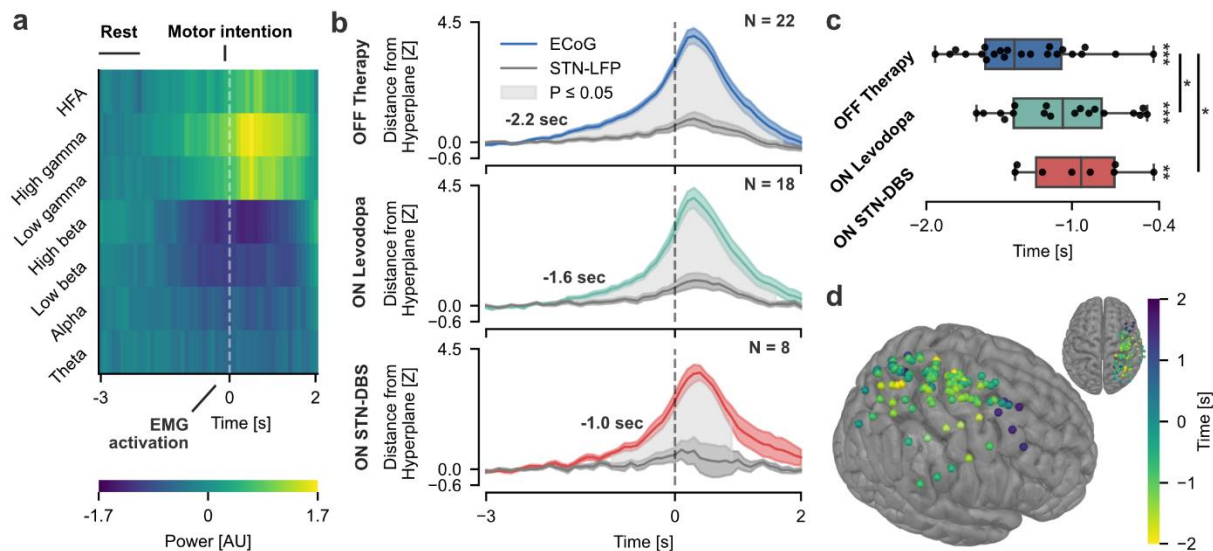 a
Rest
Motor intention
HFA
High gamma
Low gamma
High beta
Low beta
Alpha
Theta
-3
0
2
EMG
activation
Time [s]
-1.7
0
1.7
Power [AU]
b
N = 22
OFF Therapy
Distance from
Hyperplane [Z]
4.5
0.0
−0.6
ECoG
STN-LFP
P ≤ 0.05
-2.2 sec
N = 18
ON Levodopa
Distance from
Hyperplane [Z]
4.5
0.0
−0.6
-1.6 sec
N = 8
ON STN-DBS
Distance from
Hyperplane [Z]
4.5
0.0
−0.6
-1.0 sec
−3
0
2
Time [s]
c
OFF Therapy
ON Levodopa
ON STN-DBS
***
***
**
*
*
−2.0
−1.0
−0.4
Time [s]
d
2
1
0
−1
−2
Time [s]